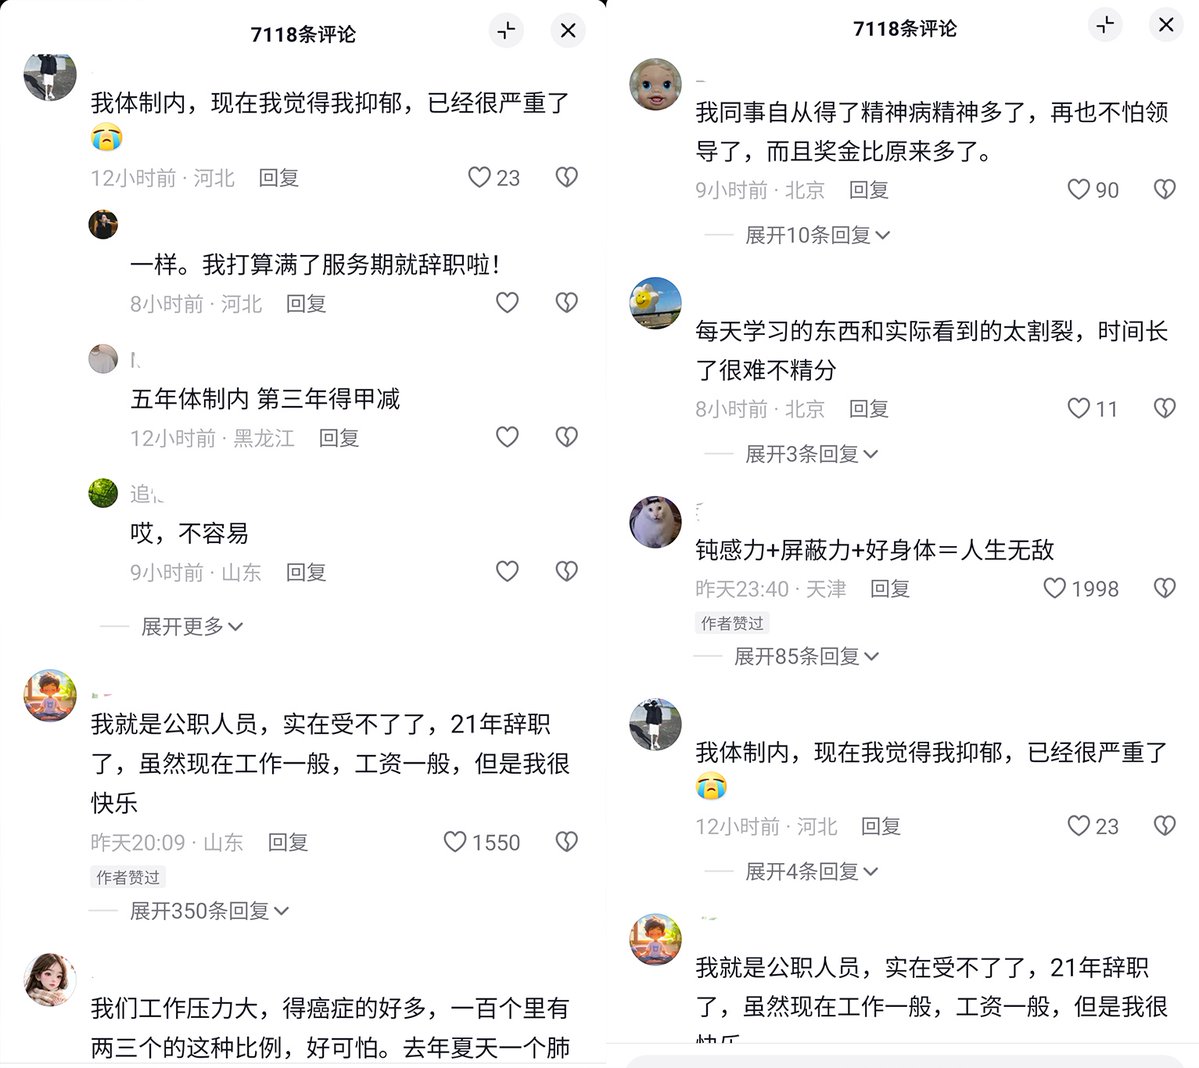 7118条评论
我体制内，现在我觉得我抑郁，已经很严重了
😭
12小时前 · 河北 回复 23
一样。我打算满了服务期就辞职啦！
8小时前 · 河北 回复
五年体制内 第三年得甲减
12小时前 · 黑龙江 回复
追
哎，不容易
9小时前 · 山东 回复
展开更多
我就是公职人员，实在受不了了，21年辞职
了，虽然现在工作一般，工资一般，但是我很
快乐
昨天20:09 · 山东 回复 1550
作者赞过
展开350条回复
我们工作压力大，得癌症的好多，一百个里有
两三个的这种比例，好可怕。去年夏天一个肺
7118条评论
我同事自从得了精神病精神多了，再也不怕领
导了，而且奖金比原来多了。
9小时前 · 北京 回复 90
展开10条回复
每天学习的东西和实际看到的太割裂，时间长
了很难不精分
8小时前 · 北京 回复 11
展开3条回复
钝感力+屏蔽力+好身体＝人生无敌
昨天23:40 · 天津 回复 1998
作者赞过
展开85条回复
我体制内，现在我觉得我抑郁，已经很严重了
😭
12小时前 · 河北 回复 23
展开4条回复
我就是公职人员，实在受不了了，21年辞职
了，虽然现在工作一般，工资一般，但是我很
快乐